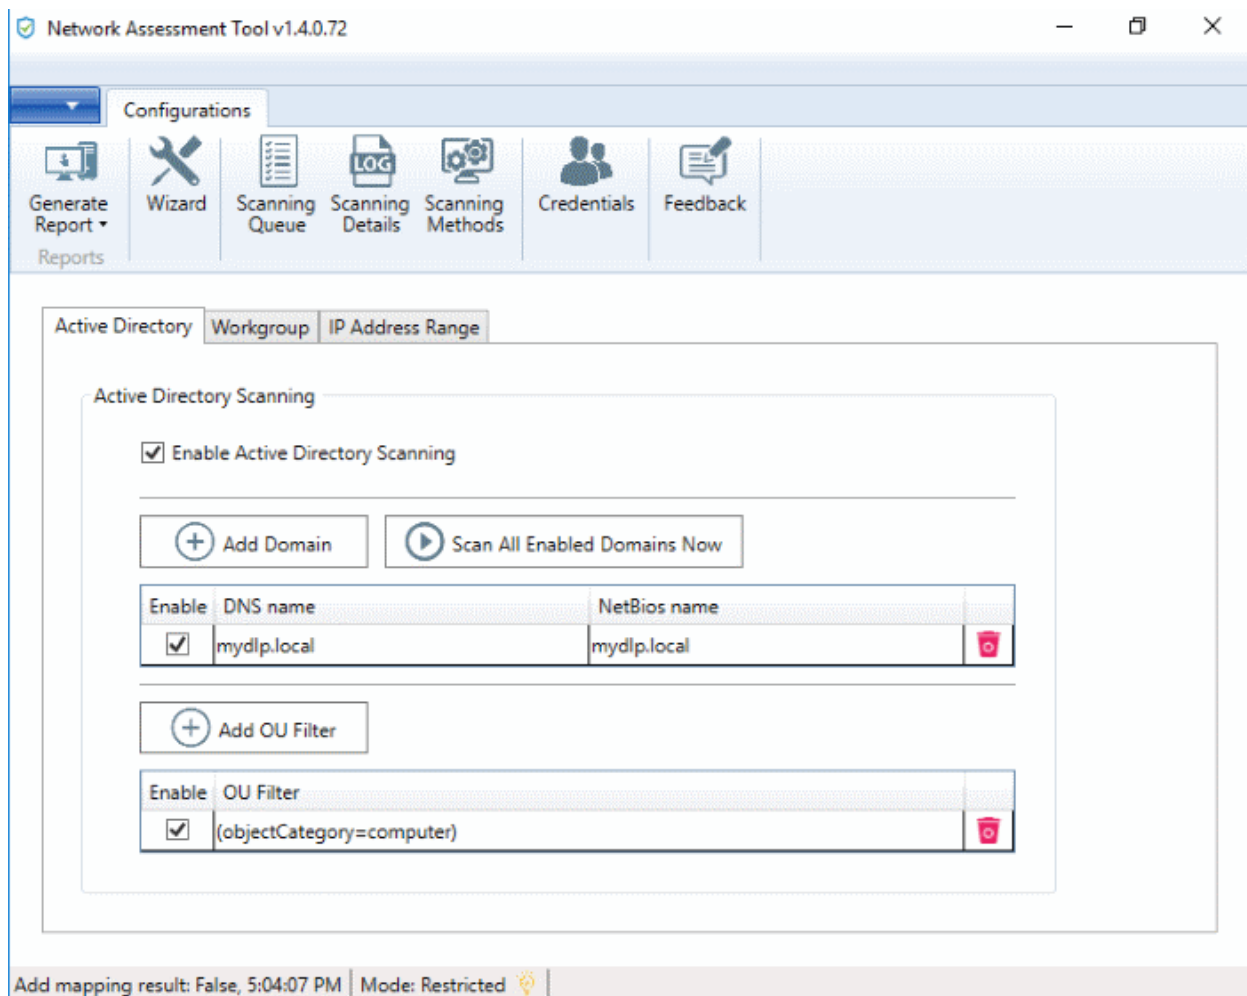 Network Assessment Tool v1.4.0.72
Configurations
Generate Report
Wizard
Scanning Queue
LOG
Scanning Details
Scanning Methods
Credentials
Feedback
Reports
Active Directory Workgroup IP Address Range
Active Directory Scanning
Enable Active Directory Scanning
Add Domain Scan All Enabled Domains Now
Enable DNS name NetBios name
mydlp.local mydlp.local
Add OU Filter
Enable OU Filter
(objectCategory=computer)
Add mapping result: False, 5:04:07 PM Mode: Restricted